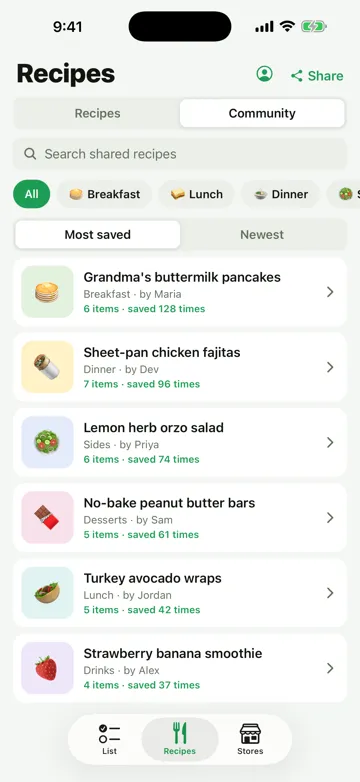 9:41
Recipes
Share
Recipes
Community
Search shared recipes
All
Breakfast
Lunch
Dinner
Most saved
Newest
Grandma's buttermilk pancakes
Breakfast · by Maria
6 items · saved 128 times
Sheet-pan chicken fajitas
Dinner · by Dev
7 items · saved 96 times
Lemon herb orzo salad
Sides · by Priya
6 items · saved 74 times
No-bake peanut butter bars
Desserts · by Sam
5 items · saved 61 times
Turkey avocado wraps
Lunch · by Jordan
5 items · saved 42 times
Strawberry banana smoothie
Drinks · by Alex
4 items · saved 37 times
List
Recipes
Stores